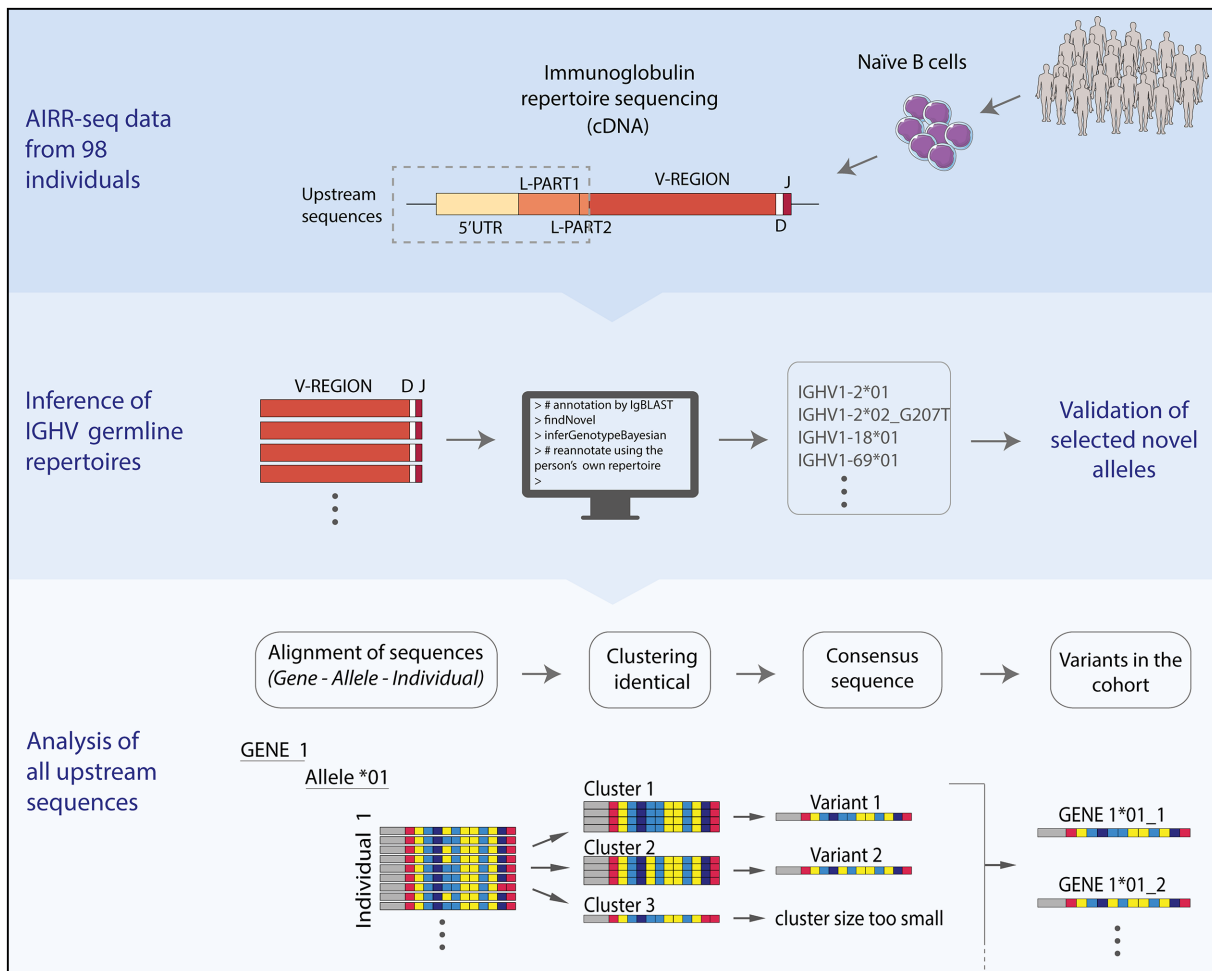 AIRR-seq data
from 98
individuals
Immunoglobulin
repertoire sequencing
(cDNA)
Naïve B cells
Upstream
sequences
L-PART1
V-REGION
J
5'UTR
L-PART2
D
Inference of
IGHV germline
repertoires
V-REGION D J
> # annotation by IgBLAST
> findNovel
> inferGenotypeBayesian
> # reannotate using the
person's own repertoire
>
IGHV1-2*01
IGHV1-2*02_G207T
IGHV1-18*01
IGHV1-69*01
Validation of
selected novel
alleles
Analysis of
all upstream
sequences
Alignment of sequences
(Gene - Allele - Individual)
Clustering
identical
Consensus
sequence
Variants in the
cohort
GENE 1
Allele *01
Individual 1
Cluster 1
Cluster 2
Cluster 3
Variant 1
Variant 2
cluster size too small
GENE 1*01_1
GENE 1*01_2